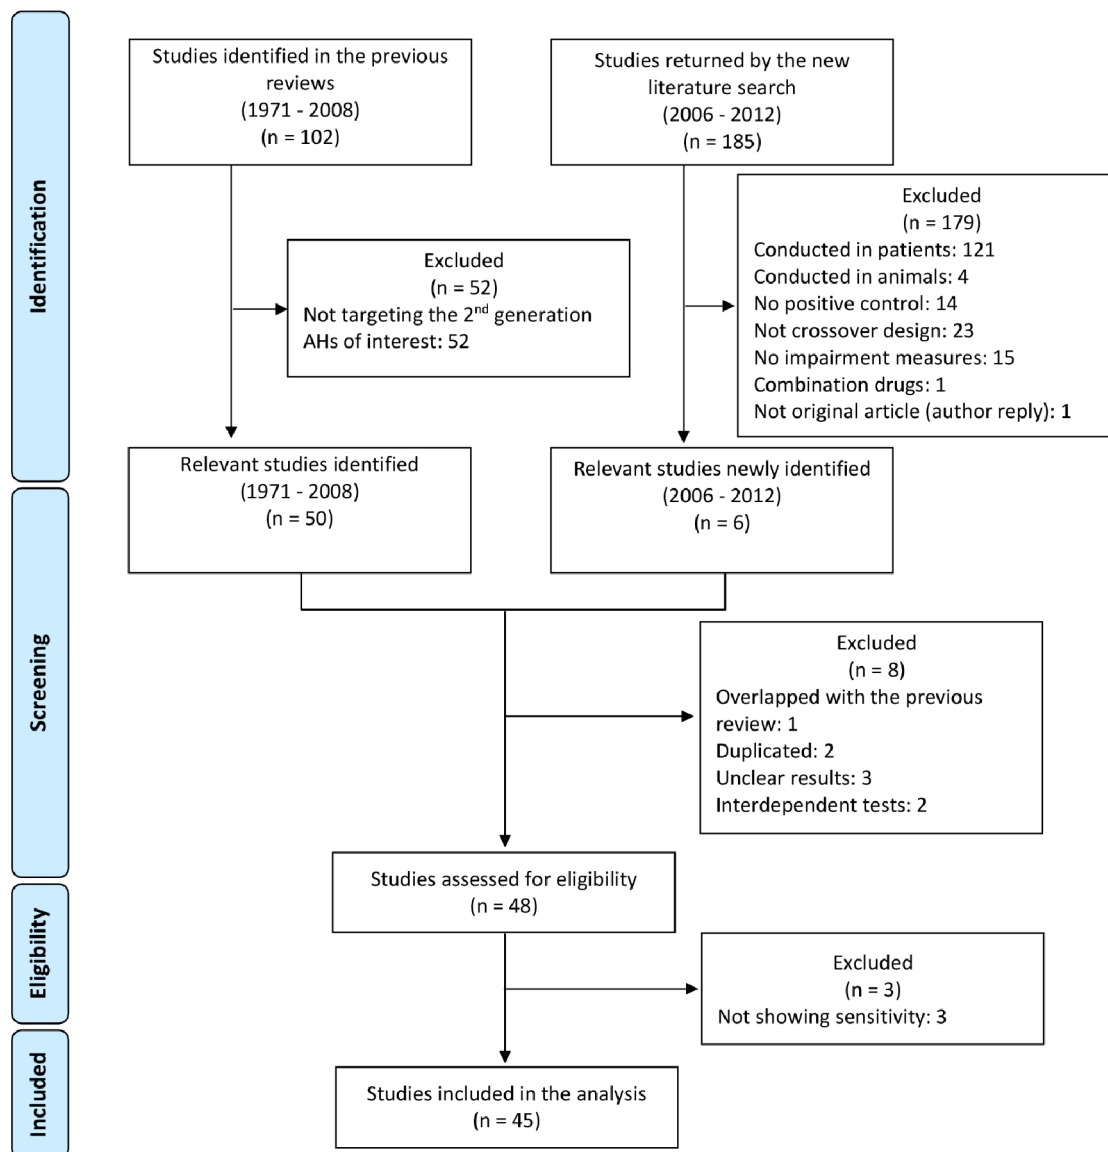 Identification
Studies identified in the previous
reviews
(1971 - 2008)
(n = 102)
Studies returned by the new
literature search
(2006 - 2012)
(n = 185)
Excluded
(n = 52)
Not targeting the 2nd generation
AHs of interest: 52
Excluded
(n = 179)
Conducted in patients: 121
Conducted in animals: 4
No positive control: 14
Not crossover design: 23
No impairment measures: 15
Combination drugs: 1
Not original article (author reply): 1
Relevant studies identified
(1971 - 2008)
(n = 50)
Relevant studies newly identified
(2006 - 2012)
(n = 6)
Screening
Excluded
(n = 8)
Overlapped with the previous
review: 1
Duplicated: 2
Unclear results: 3
Interdependent tests: 2
Studies assessed for eligibility
(n = 48)
Eligibility
Excluded
(n = 3)
Not showing sensitivity: 3
Included
Studies included in the analysis
(n = 45)